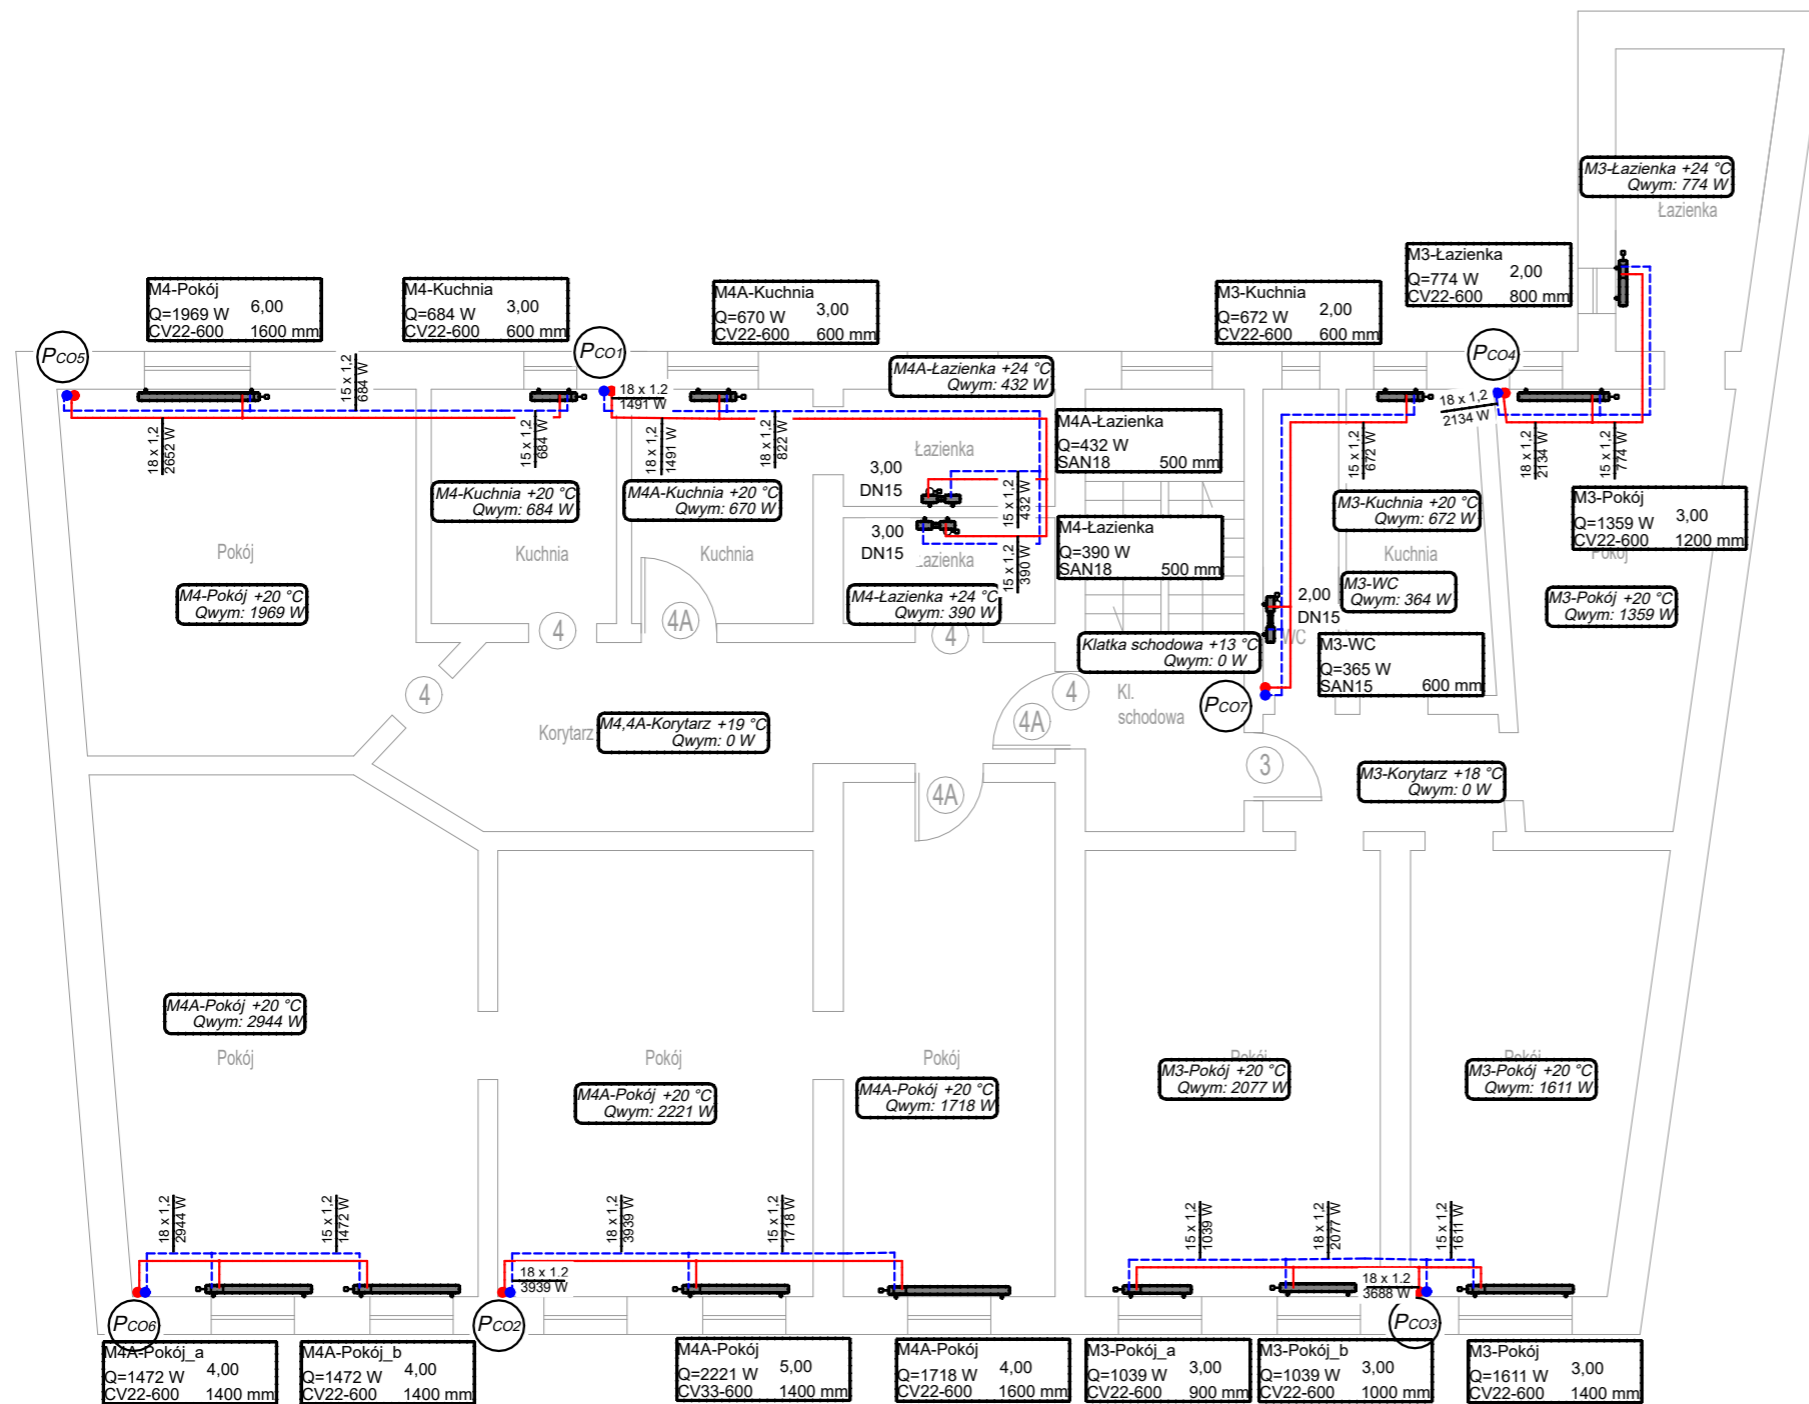 M3-Łazienka +24 °C
Qwym: 774 W
Łazienka
M3-Łazienka
Q=774 W 2,00
CV22-600 800 mm
M4-Pokój
Q=1969 W 6,00
CV22-600 1600 mm
M4-Kuchnia
Q=684 W 3,00
CV22-600 600 mm
M4A-Kuchnia
Q=670 W 3,00
CV22-600 600 mm
M3-Kuchnia
Q=672 W 2,00
CV22-600 600 mm
PCO5
15 x 1,2
684 W
PCO1
18 x 1.2
1491 W
M4A-Łazienka +24 °C
Qwym: 432 W
PCO4
18 x 1,2
2134 W
18 x 1,2
2652 W
15 x 1,2
684 W
18 x 1,2
1491 W
18 x 1,2
822 W
Łazienka
M4A-Łazienka
Q=432 W
SAN18 500 mm
15 x 1,2
672 W
18 x 1,2
2134 W
15 x 1,2
774 W
3,00
DN15
15 x 1,2
432 W
M4-Kuchnia +20 °C
Qwym: 684 W
M4A-Kuchnia +20 °C
Qwym: 670 W
M3-Kuchnia +20 °C
Qwym: 672 W
M3-Pokój
Q=1359 W 3,00
CV22-600 1200 mm
Pokój
Kuchnia
Kuchnia
3,00
DN15
Łazienka
15 x 1,2
390 W
M4-Łazienka
Q=390 W
SAN18 500 mm
Kuchnia
Pokój
M4-Pokój +20 °C
Qwym: 1969 W
M4-Łazienka +24 °C
Qwym: 390 W
M3-WC
Qwym: 364 W
M3-Pokój +20 °C
Qwym: 1359 W
2,00
DN15
WC
4
4A
4
Klatka schodowa +13 °C
Qwym: 0 W
M3-WC
Q=365 W
SAN15 600 mm
4
4
Kl.
schodowa
PCO7
4A
Korytarz
M4,4A-Korytarz +19 °C
Qwym: 0 W
3
M3-Korytarz +18 °C
Qwym: 0 W
4A
M4A-Pokój +20 °C
Qwym: 2944 W
Pokój
Pokój
Pokój
Pokój
Pokój
M4A-Pokój +20 °C
Qwym: 2221 W
M4A-Pokój +20 °C
Qwym: 1718 W
M3-Pokój +20 °C
Qwym: 2077 W
M3-Pokój +20 °C
Qwym: 1611 W
18 x 1,2
2944 W
15 x 1,2
1472 W
18 x 1,2
3939 W
15 x 1,2
1718 W
15 x 1,2
1039 W
18 x 1,2
2077 W
15 x 1,2
1611 W
18 x 1.2
3939 W
18 x 1.2
3688 W
PCO6
PCO2
PCO3
M4A-Pokój_a
Q=1472 W 4,00
CV22-600 1400 mm
M4A-Pokój_b
Q=1472 W 4,00
CV22-600 1400 mm
M4A-Pokój
Q=2221 W 5,00
CV33-600 1400 mm
M4A-Pokój
Q=1718 W 4,00
CV22-600 1600 mm
M3-Pokój_a
Q=1039 W 3,00
CV22-600 900 mm
M3-Pokój_b
Q=1039 W 3,00
CV22-600 1000 mm
M3-Pokój
Q=1611 W 3,00
CV22-600 1400 mm